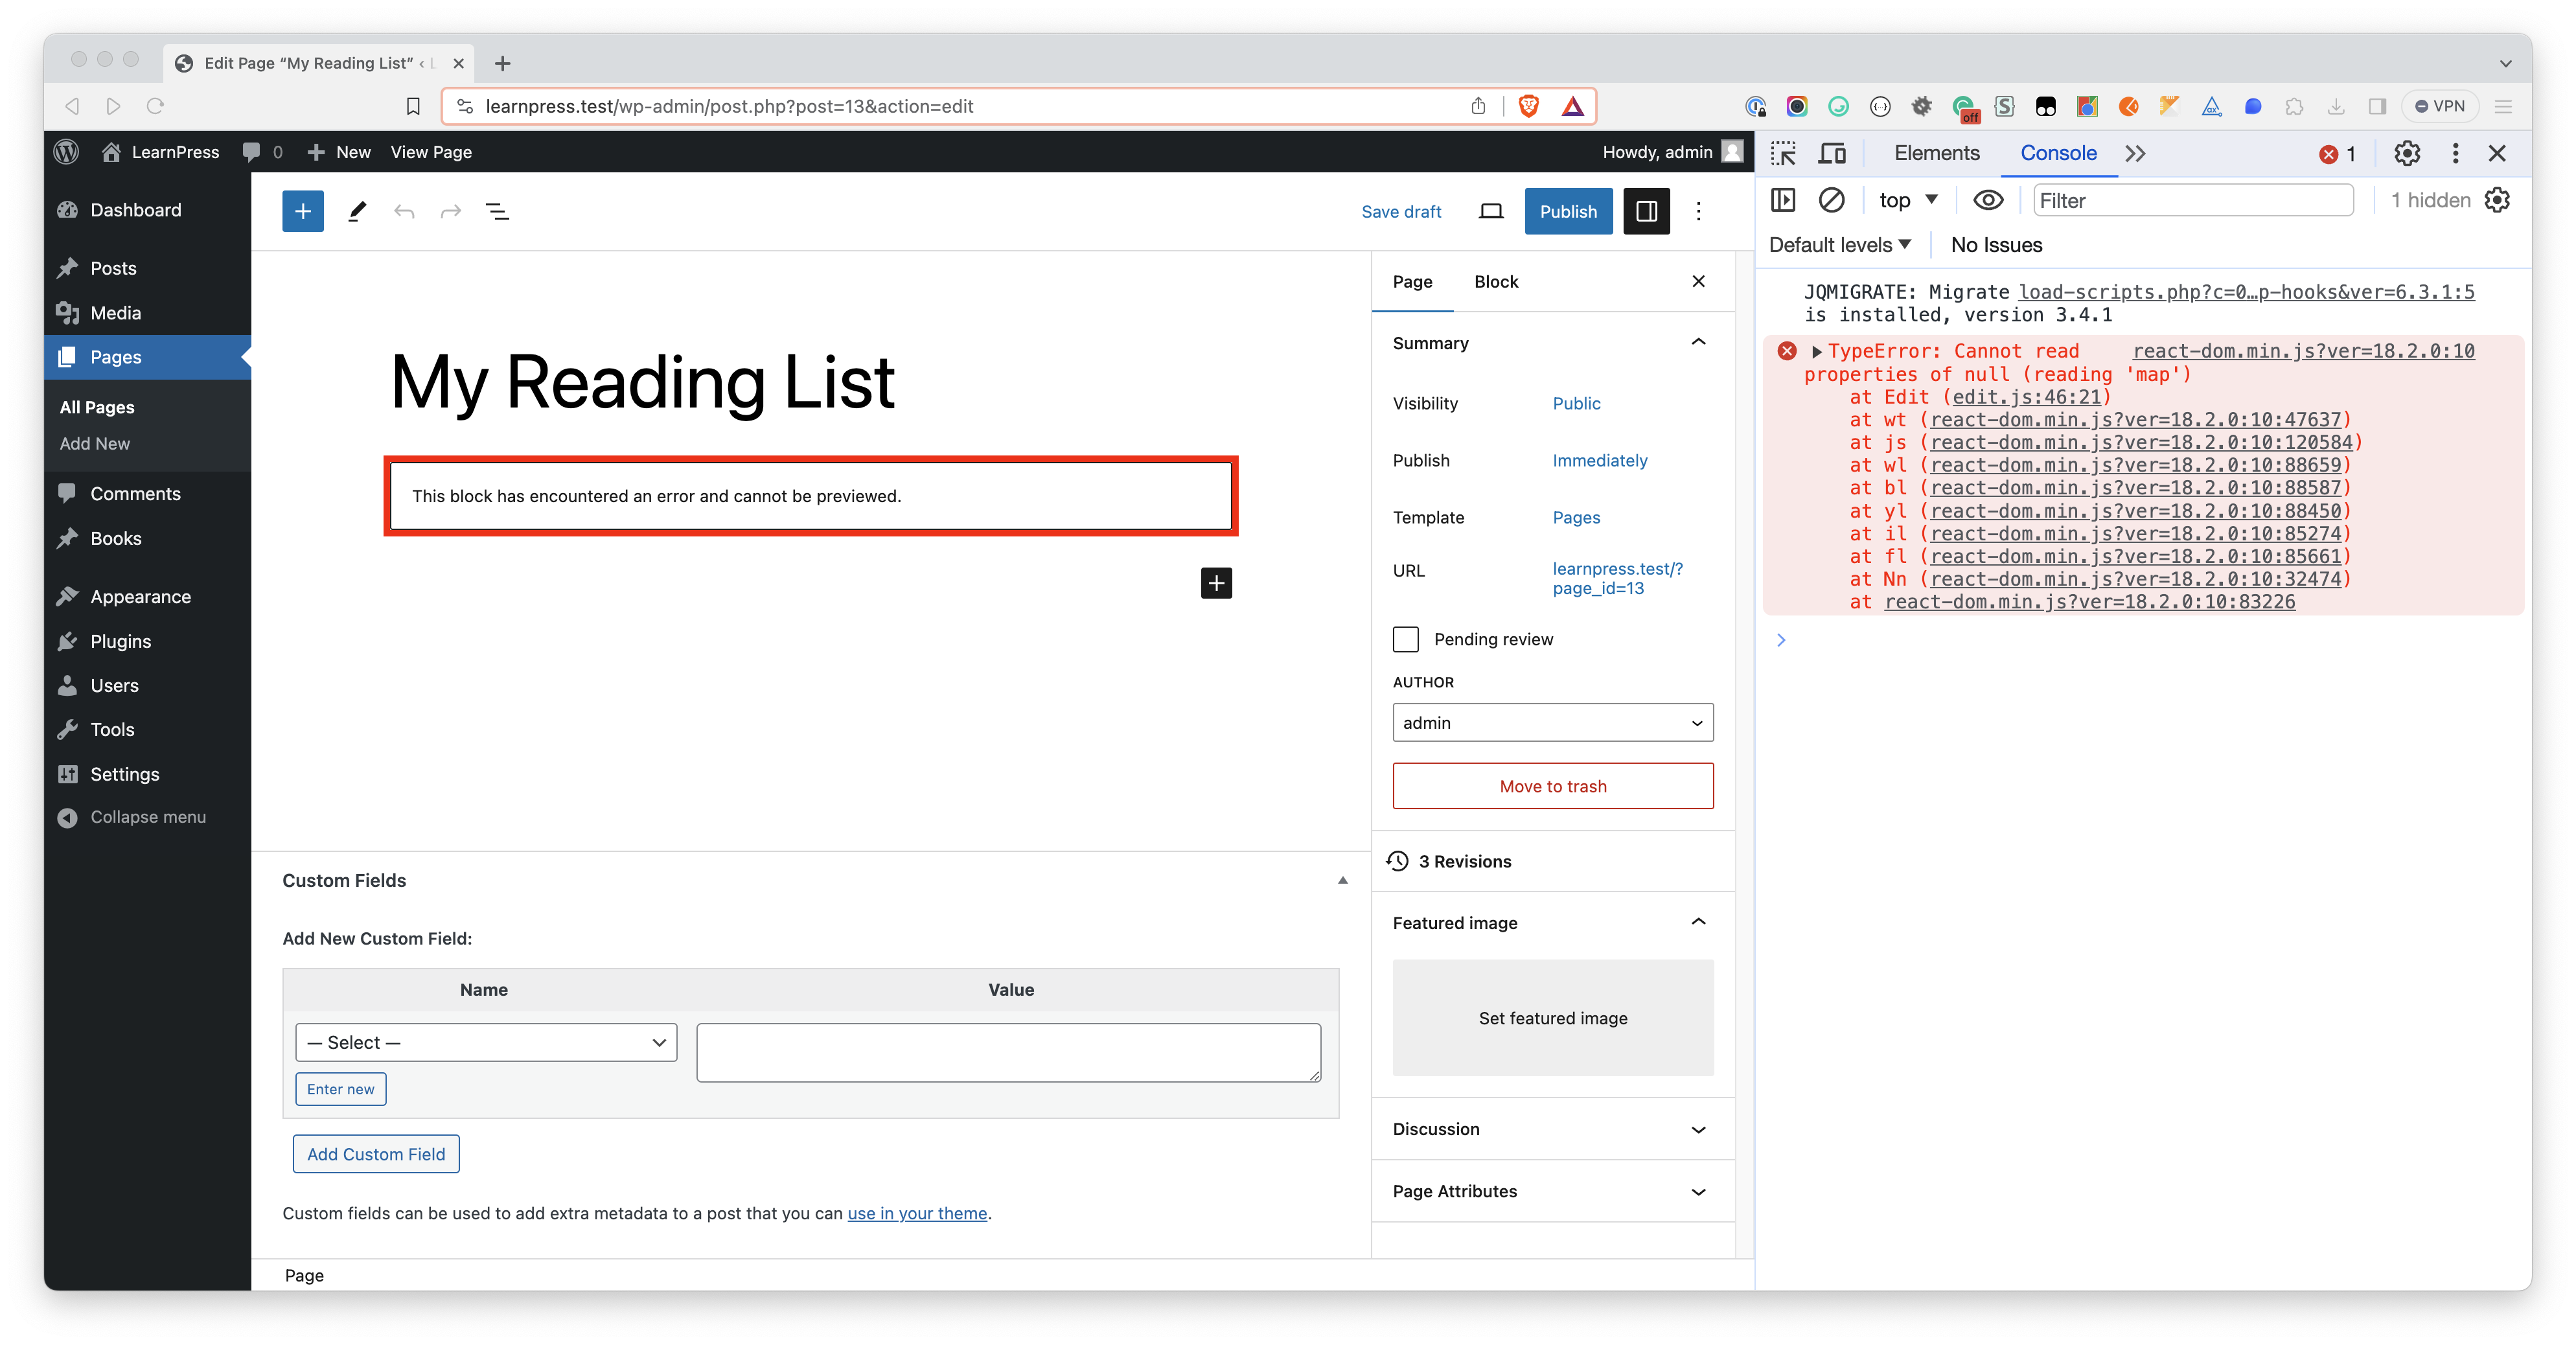 Edit Page “My Reading List” ‹ L
learnpress.test/wp-admin/post.php?post=13&action=edit
off
VPN
LearnPress
0
New
View Page
Howdy, admin
Dashboard
Posts
Media
Pages
All Pages
Add New
Comments
Books
Appearance
Plugins
Users
Tools
Settings
Collapse menu
Save draft
Publish
My Reading List
This block has encountered an error and cannot be previewed.
Page
Block
Summary
Visibility
Public
Publish
Immediately
Template
Pages
URL
learnpress.test/?
page_id=13
Pending review
AUTHOR
admin
Move to trash
3 Revisions
Featured image
Set featured image
Discussion
Page Attributes
Custom Fields
Add New Custom Field:
Name
Value
— Select —
Enter new
Add Custom Field
Custom fields can be used to add extra metadata to a post that you can use in your theme.
Page
Elements
Console
1
top
Filter
1 hidden
Default levels
No Issues
JQMIGRATE: Migrate load-scripts.php?c=0…p-hooks&ver=6.3.1:5
is installed, version 3.4.1
TypeError: Cannot read react-dom.min.js?ver=18.2.0:10
properties of null (reading 'map')
at Edit (edit.js:46:21)
at wt (react-dom.min.js?ver=18.2.0:10:47637)
at js (react-dom.min.js?ver=18.2.0:10:120584)
at wl (react-dom.min.js?ver=18.2.0:10:88659)
at bl (react-dom.min.js?ver=18.2.0:10:88587)
at yl (react-dom.min.js?ver=18.2.0:10:88450)
at il (react-dom.min.js?ver=18.2.0:10:85274)
at fl (react-dom.min.js?ver=18.2.0:10:85661)
at Nn (react-dom.min.js?ver=18.2.0:10:32474)
at react-dom.min.js?ver=18.2.0:10:83226